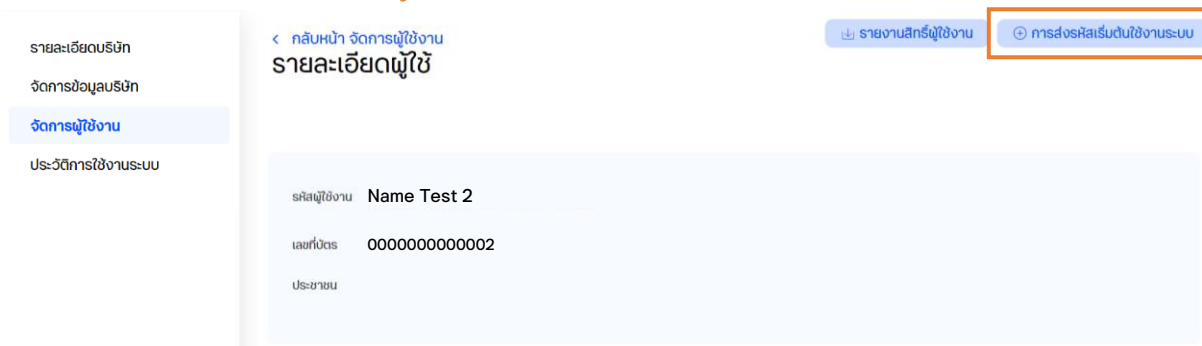 รายละเอียดบริษัท
จัดการข้อมูลบริษัท
จัดการผู้ใช้งาน
ประวัติการใช้งานระบบ
< กลับหน้า จัดการผู้ใช้งาน
รายละเอียดผู้ใช้
รายงานสิทธิ์ผู้ใช้งาน
การส่งรหัสเริ่มต้นใช้งานระบบ
รหัสผู้ใช้งาน Name Test 2
เลขที่บัตร 0000000000002
ประชาชน